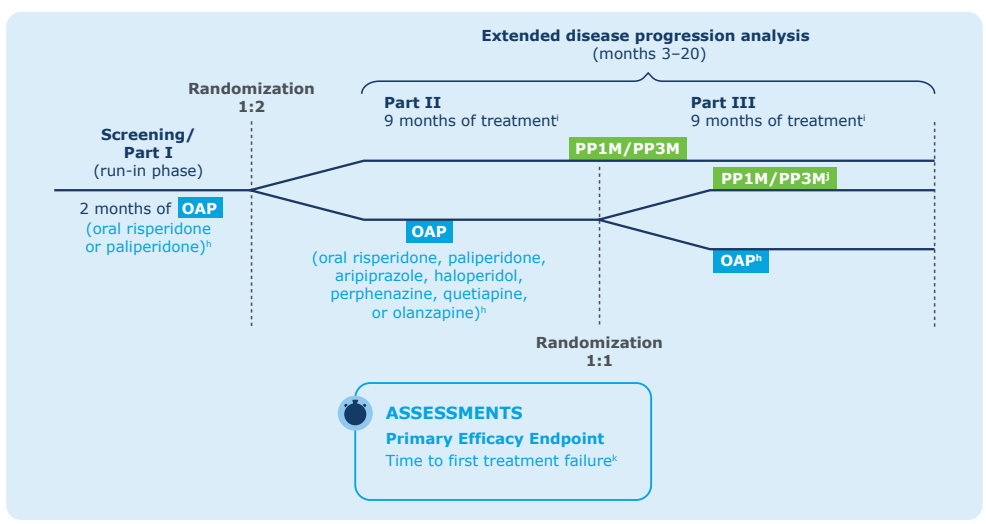 Extended disease progression analysis
(months 3–20)
Randomization
1:2
Part II
9 months of treatmentⁱ
Part III
9 months of treatmentⁱ
Screening/
Part I
(run-in phase)
PP1M/PP3M
PP1M/PP3Mʲ
2 months of OAP
(oral risperidone
or paliperidone)ʰ
OAP
(oral risperidone, paliperidone,
aripiprazole, haloperidol,
perphenazine, quetiapine,
or olanzapine)ʰ
OAPʰ
Randomization
1:1
ASSESSMENTS
Primary Efficacy Endpoint
Time to first treatment failureᵏ